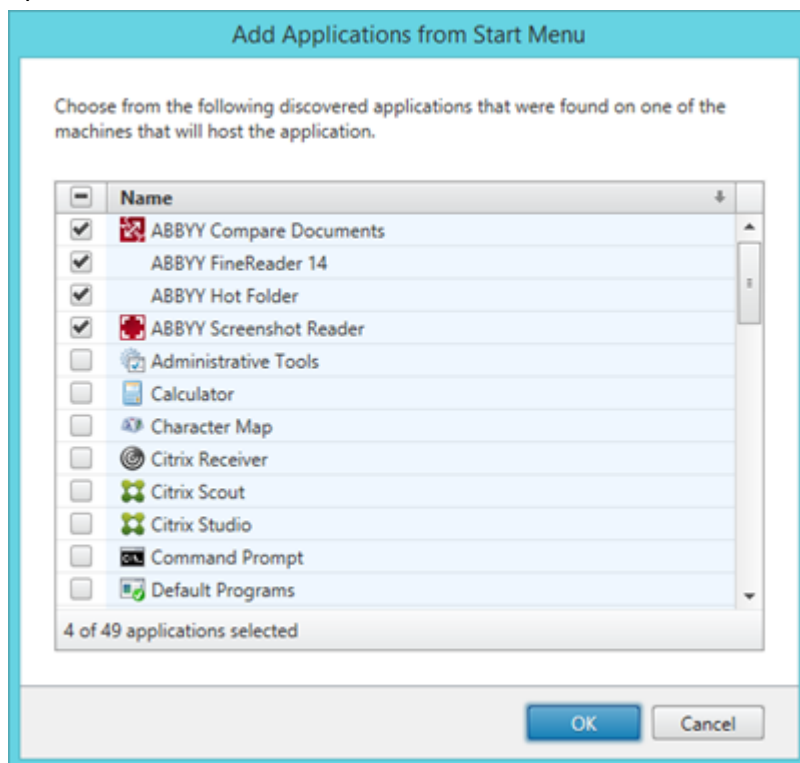 Add Applications from Start Menu
Choose from the following discovered applications that were found on one of the
machines that will host the application.
Name
ABBYY Compare Documents
ABBYY FineReader 14
ABBYY Hot Folder
ABBYY Screenshot Reader
Administrative Tools
Calculator
Character Map
Citrix Receiver
Citrix Scout
Citrix Studio
Command Prompt
Default Programs
4 of 49 applications selected
OK Cancel